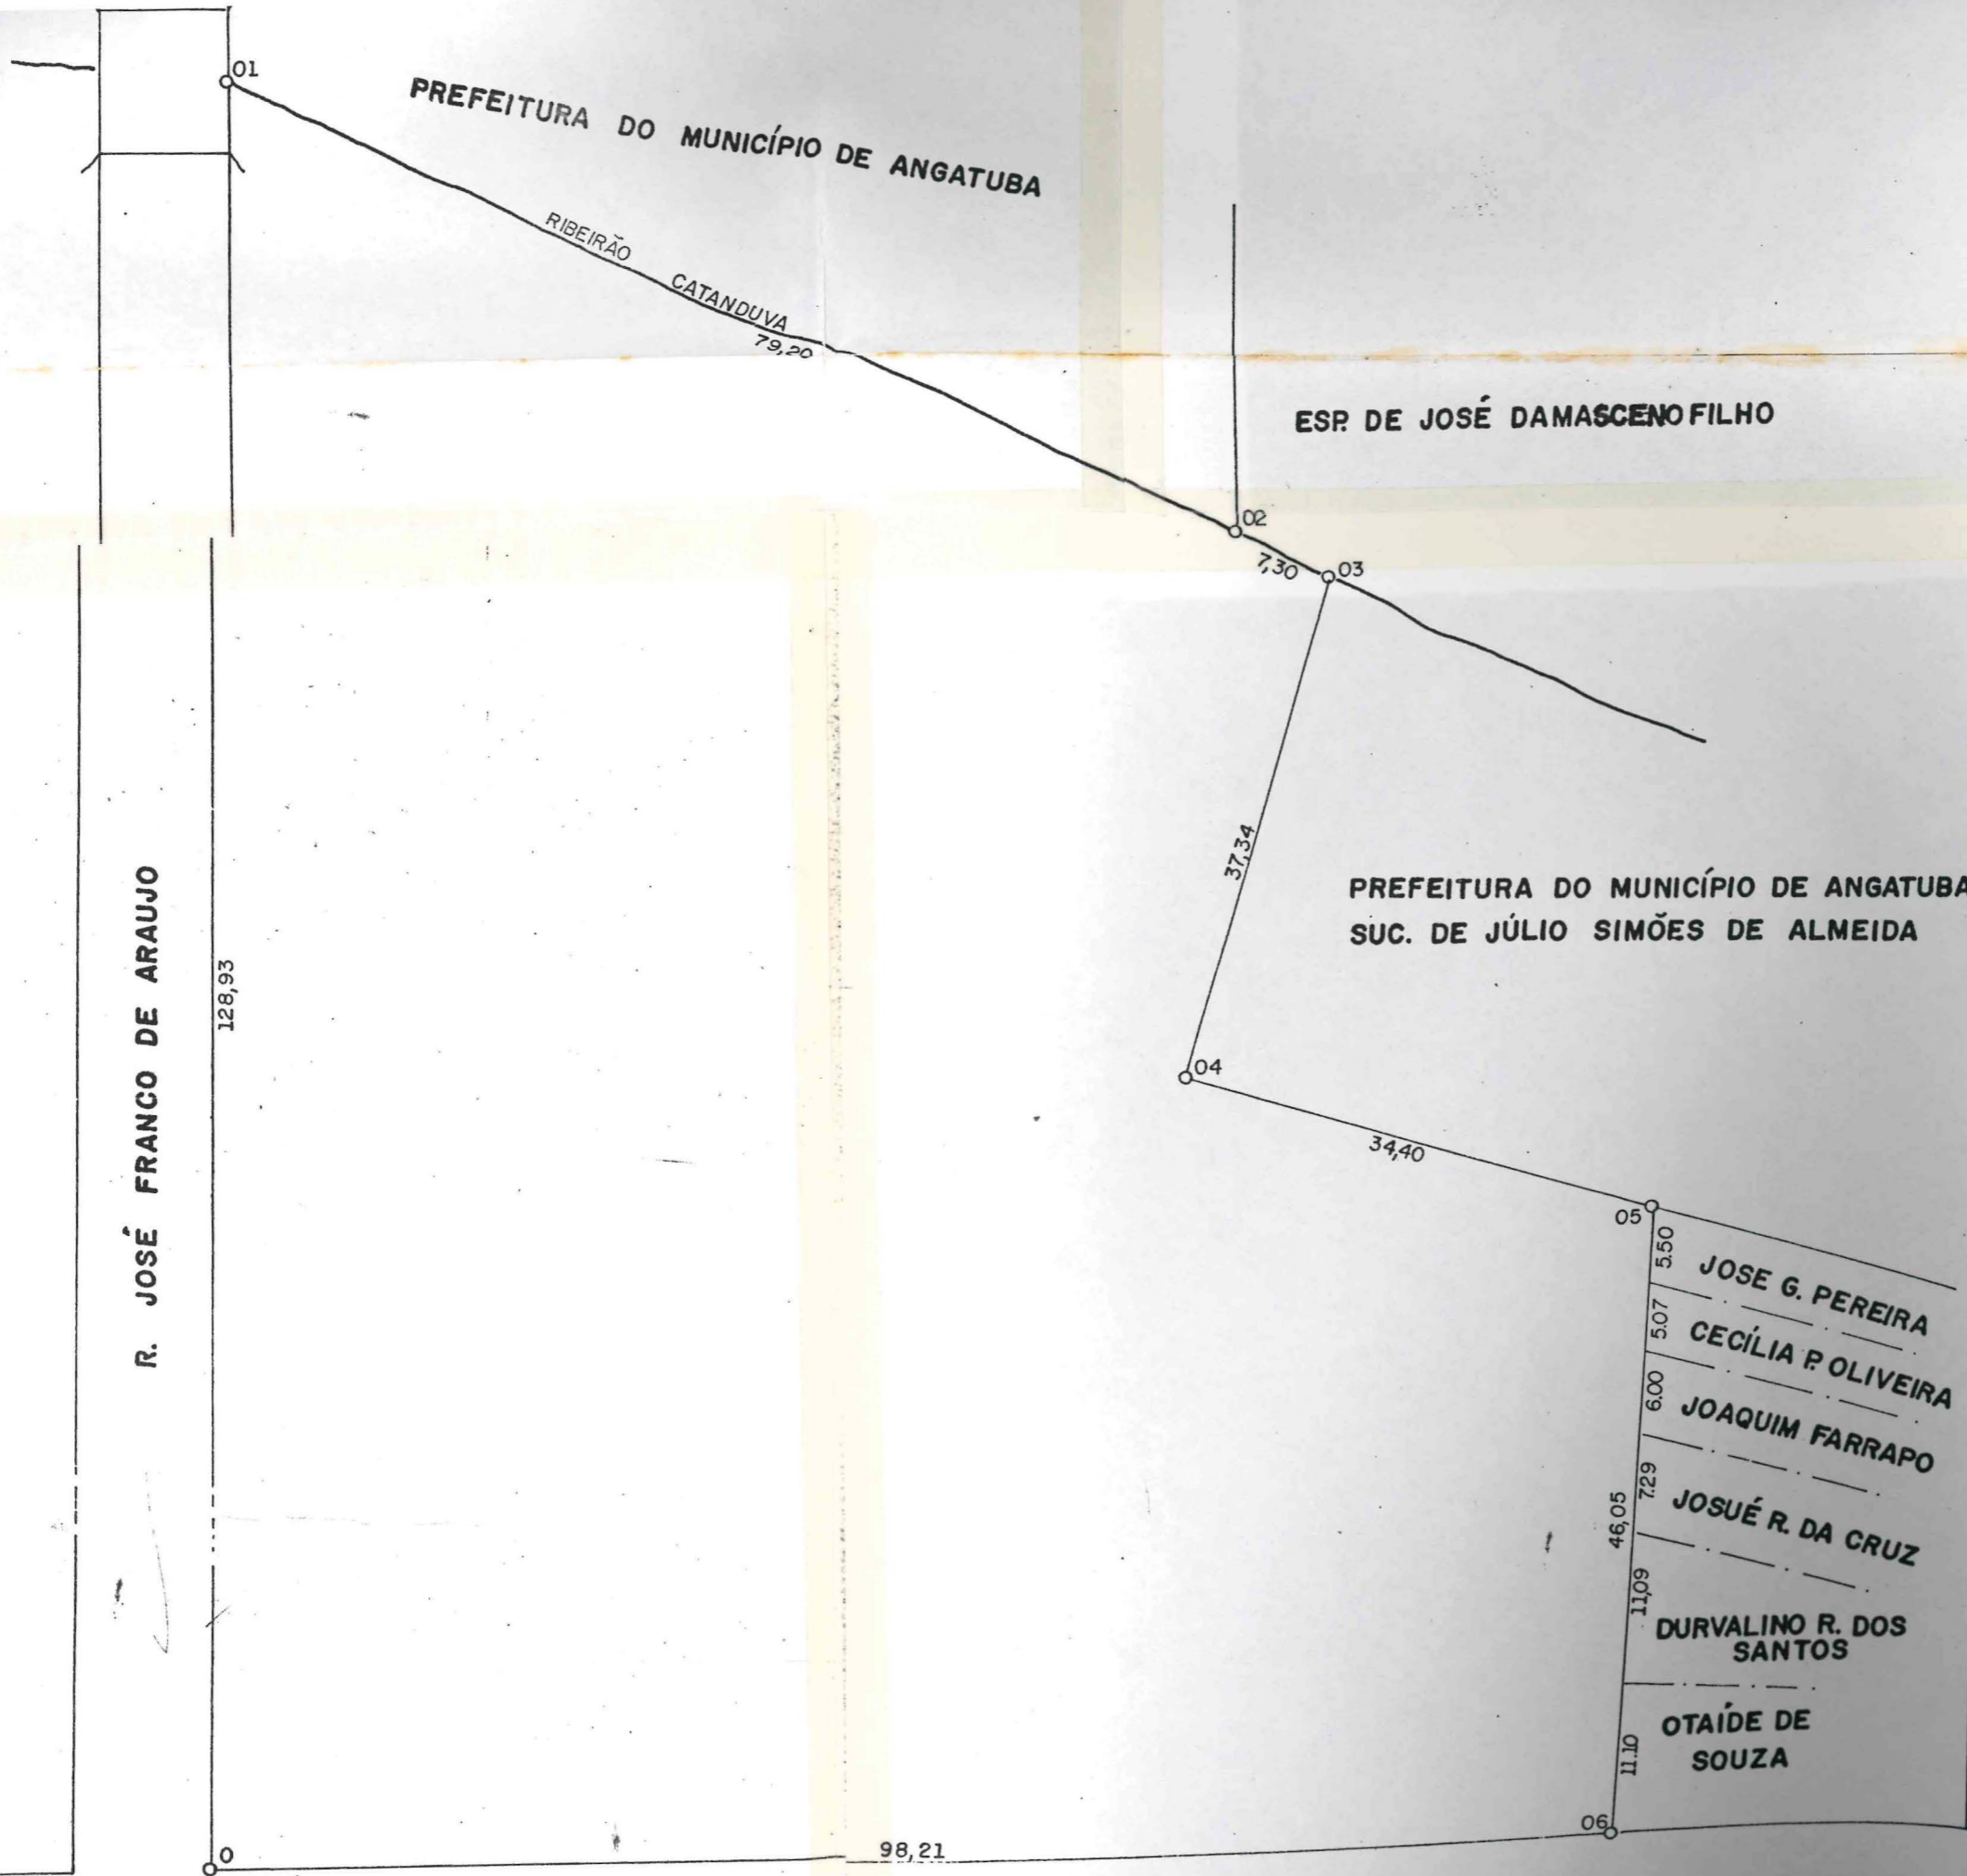 01
PREFEITURA DO MUNICÍPIO DE ANGATUBA
RIBEIRÃO CATANDUVA
79,20
ESP. DE JOSÉ DAMASCENO FILHO
02
7,30
03
37,34
PREFEITURA DO MUNICÍPIO DE ANGATUBA
SUC. DE JÚLIO SIMÕES DE ALMEIDA
R. JOSÉ FRANCO DE ARAUJO
128,93
04
34,40
05
5.50
JOSE G. PEREIRA
5.07
CECÍLIA P. OLIVEIRA
6.00
JOAQUIM FARRAPO
7.29
JOSUÉ R. DA CRUZ
46,05
11,09
DURVALINO R. DOS
SANTOS
11.10
OTAÍDE DE
SOUZA
06
0
98,21